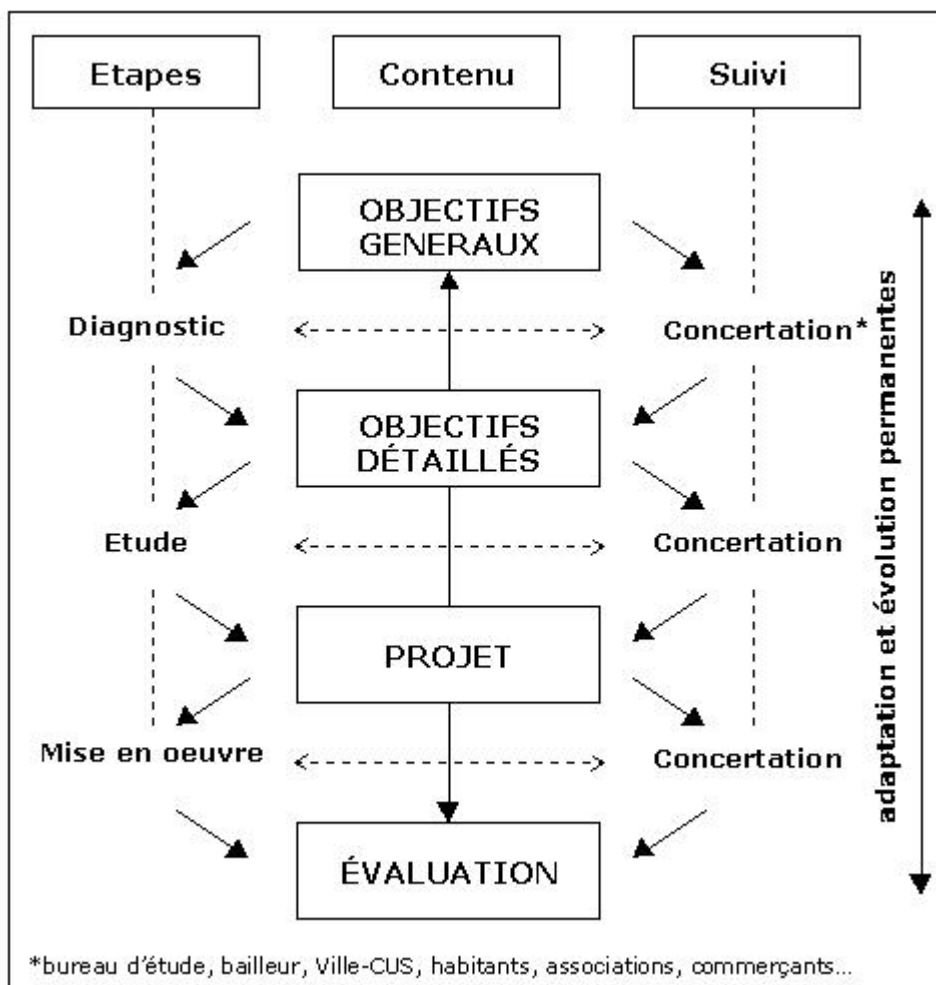 Etapes
Contenu
Suivi
OBJECTIFS
GENERAUX
Diagnostic
Concertation*
OBJECTIFS
DÉTAILLÉS
Etude
Concertation
PROJET
Mise en oeuvre
Concertation
ÉVALUATION
adaptation et évolution permanentes
*bureau d'étude, bailleur, Ville-CUS, habitants, associations, commerçants...